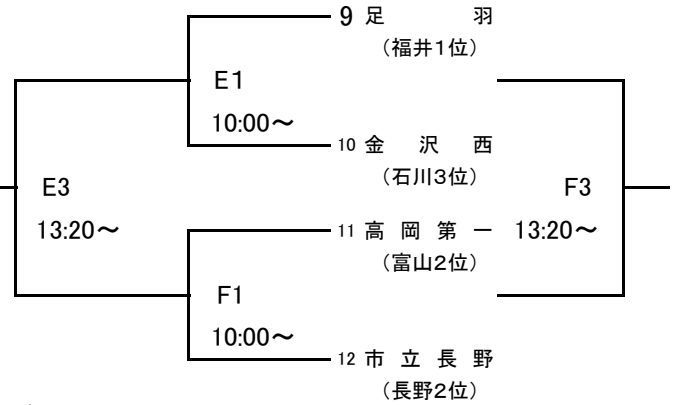 9 足 羽
（福井１位）
E1
10:00～
10 金 沢 西
（石川３位）
E3
13:20～
F3
13:20～
11 高 岡 第 一
（富山２位）
F1
10:00～
12 市 立 長 野
（長野２位）